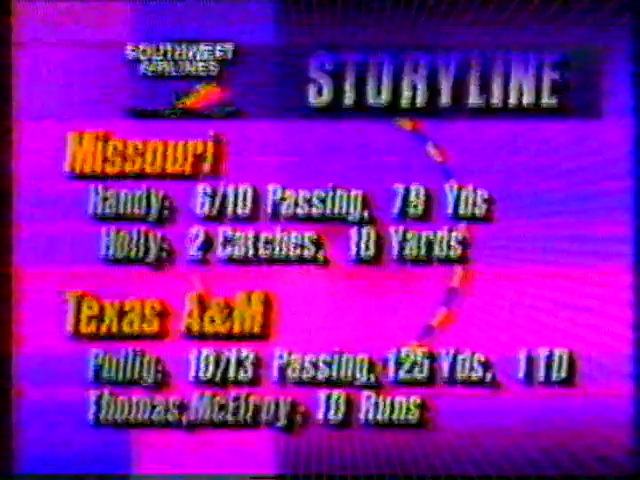 SOUTHWEST
AIRLINES
STORYLINE
Missouri
Handy: 6/10 Passing, 79 Yds
Holly: 2 Catches, 10 Yards
Texas A&M
Pullig: 10/13 Passing, 125 Yds, 1 TD
Thomas, McElroy: TD Runs